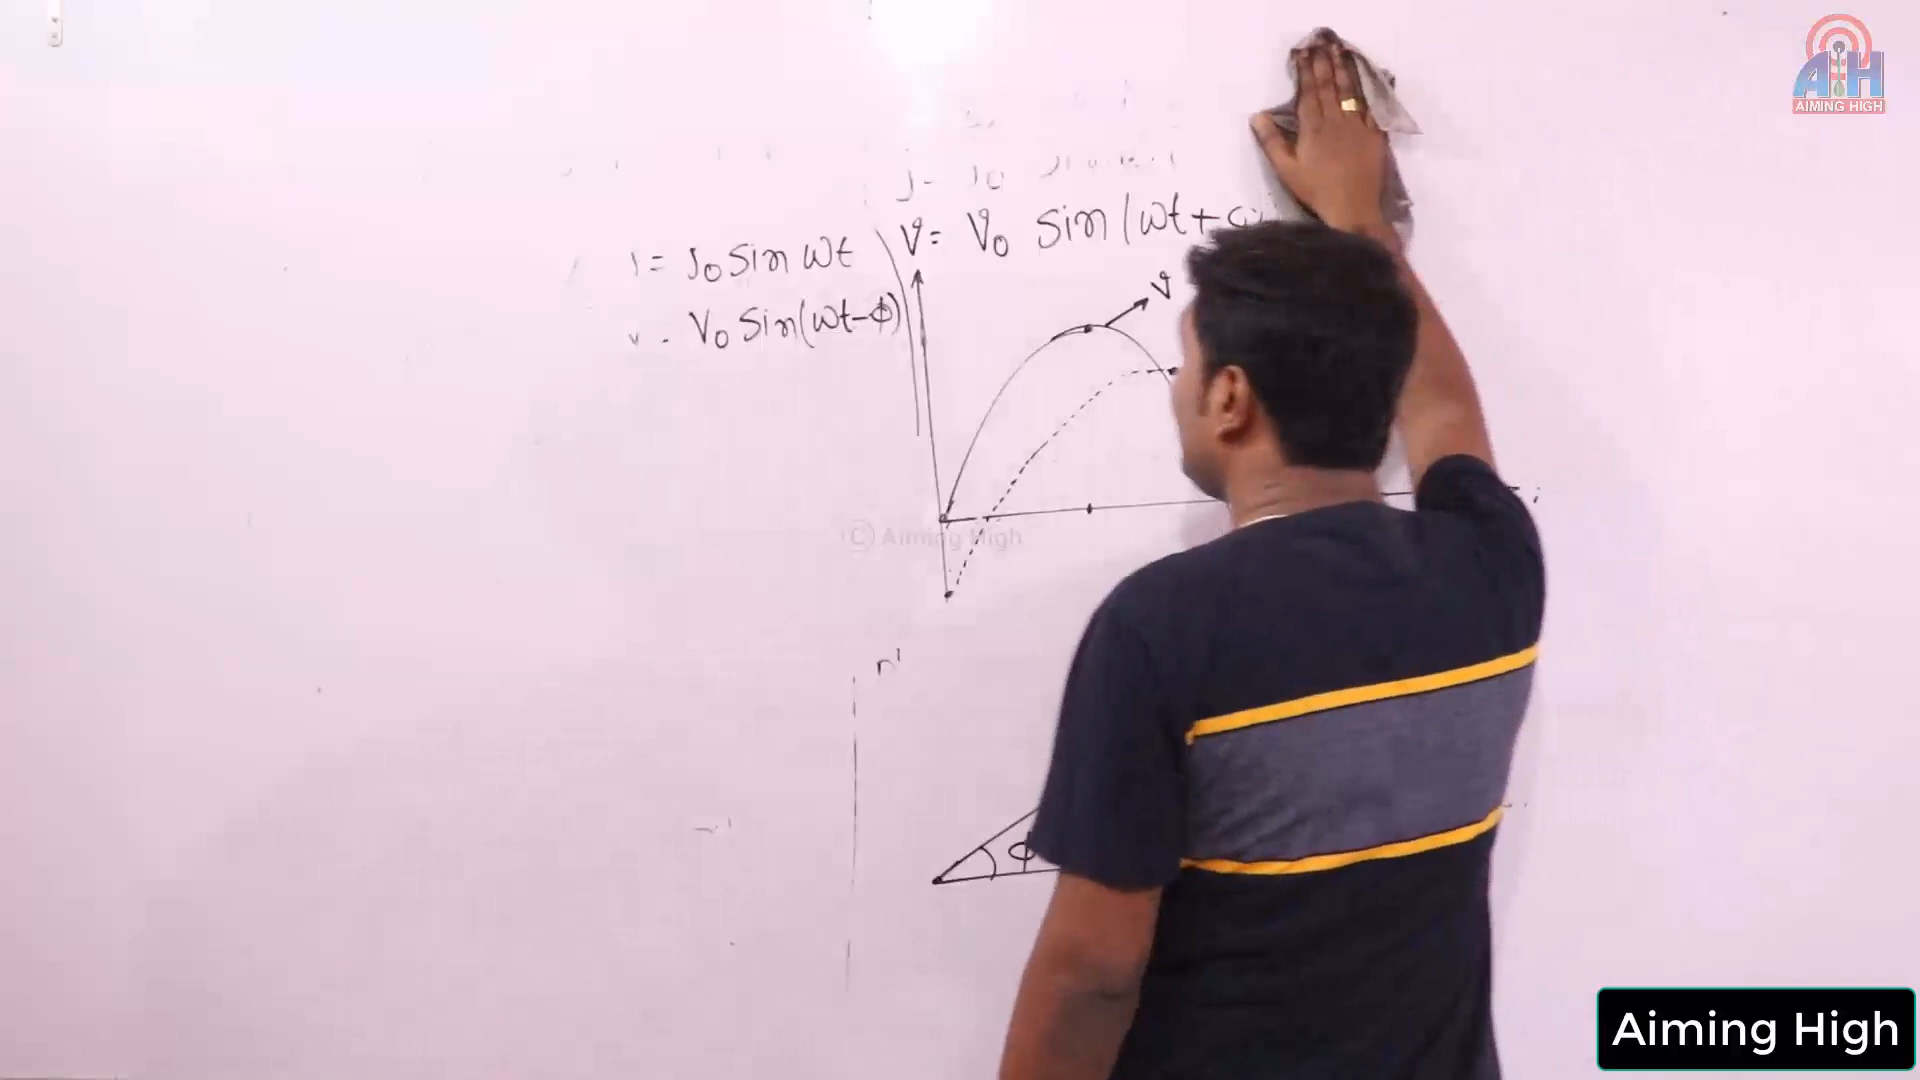 AIMING HIGH
V = V₀ Sin (ωt+
= I₀ Sin ωt
V₀ Sin(ωt-ϕ)
V
(C) Aiming High
ϕ
Aiming High